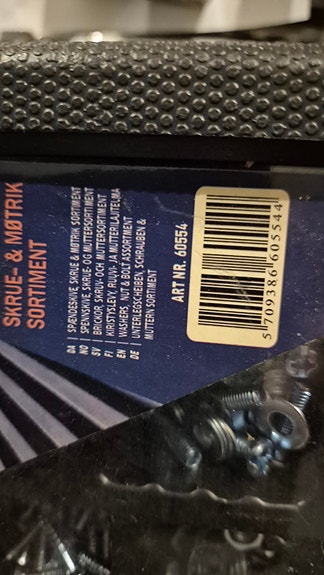 SKRUE- & MØTRIK
SORTIMENT
DA | SPÆNDESKIVE SKRUE & MØTRIK SORTIMENT
NO | SPENNSKIVE, SKRUE- OG MUTTERSORTIMENT
SV | BRICKOR, SKRUV- OCH MUTTERSORTIMENT
FI | KIRISTYSLEVY, RUUVI- JA MUTTERILAJITELMA
EN | WASHERS, NUT & BOLT ASSORTMENT
DE | UNTERLEGSCHEIBEN, SCHRAUBEN &
MUTTERN SORTIMENT
ART NR. 60554
5 709386 605544